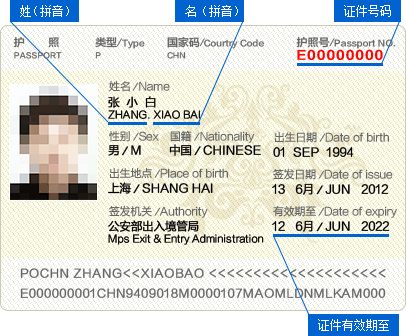 姓(拼音) 名(拼音) 证件号码
护 照 类型/Type 国家码/Country Code 护照号/Passport NO.
PASSPORT P CHN E00000000
姓名/Name
张 小 白
ZHANG. XIAO BAI
性别/Sex 国籍/Nationality 出生日期/Date of birth
男/M 中国/CHINESE 01 SEP 1994
出生地点/Place of birth 签发日期/Date of issue
上海/SHANG HAI 13 6月/JUN 2012
签发机关/Authority 有效期至/Date of expiry
公安部出入境管局 12 6月/JUN 2022
Mps Exit & Entry Administration
POCHN ZHANG<<XIAOBAO <<<<<<<<<<<<<<<<<<<<
E000000001CHN9409018M0000107MAOMLDNMLKAM000
证件有效期至